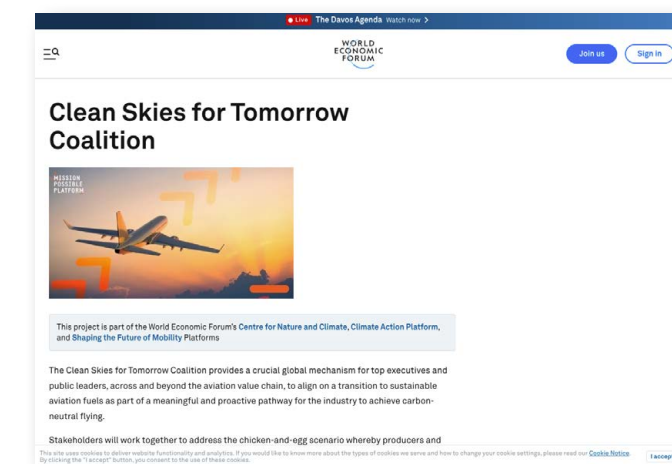 Live The Davos Agenda Watch now >
WORLD
ECONOMIC
FORUM
Join us
Sign in
Clean Skies for Tomorrow
Coalition
MISSION
POSSIBLE
PLATFORM
This project is part of the World Economic Forum's Centre for Nature and Climate, Climate Action Platform,
and Shaping the Future of Mobility Platforms
The Clean Skies for Tomorrow Coalition provides a crucial global mechanism for top executives and
public leaders, across and beyond the aviation value chain, to align on a transition to sustainable
aviation fuels as part of a meaningful and proactive pathway for the industry to achieve carbon-
neutral flying.
Stakeholders will work together to address the chicken-and-egg scenario whereby producers and
This site uses cookies to deliver website functionality and analytics. If you would like to know more about the types of cookies we serve and how to change your cookie settings, please read our Cookie Notice.
By clicking the "I accept" button, you consent to the use of these cookies.
I accept